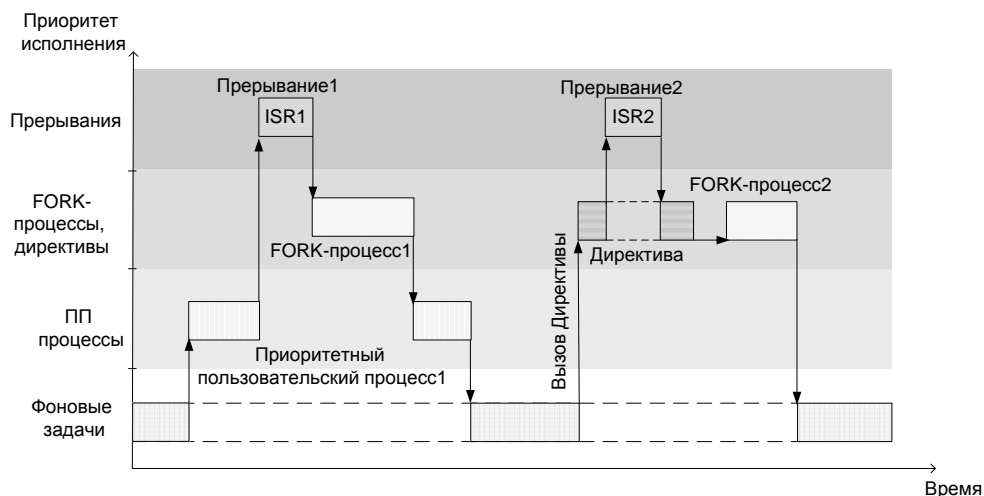 Приоритет
исполнения
Прерывания
FORK-
процессы,
директивы
ПП
процессы
Фоновые
задачи
Прерывание1
ISR1
FORK-процесс1
Приоритетный
пользовательский процесс1
Прерывание2
ISR2
FORK-процесс2
Директива
Вызов Директивы
Время